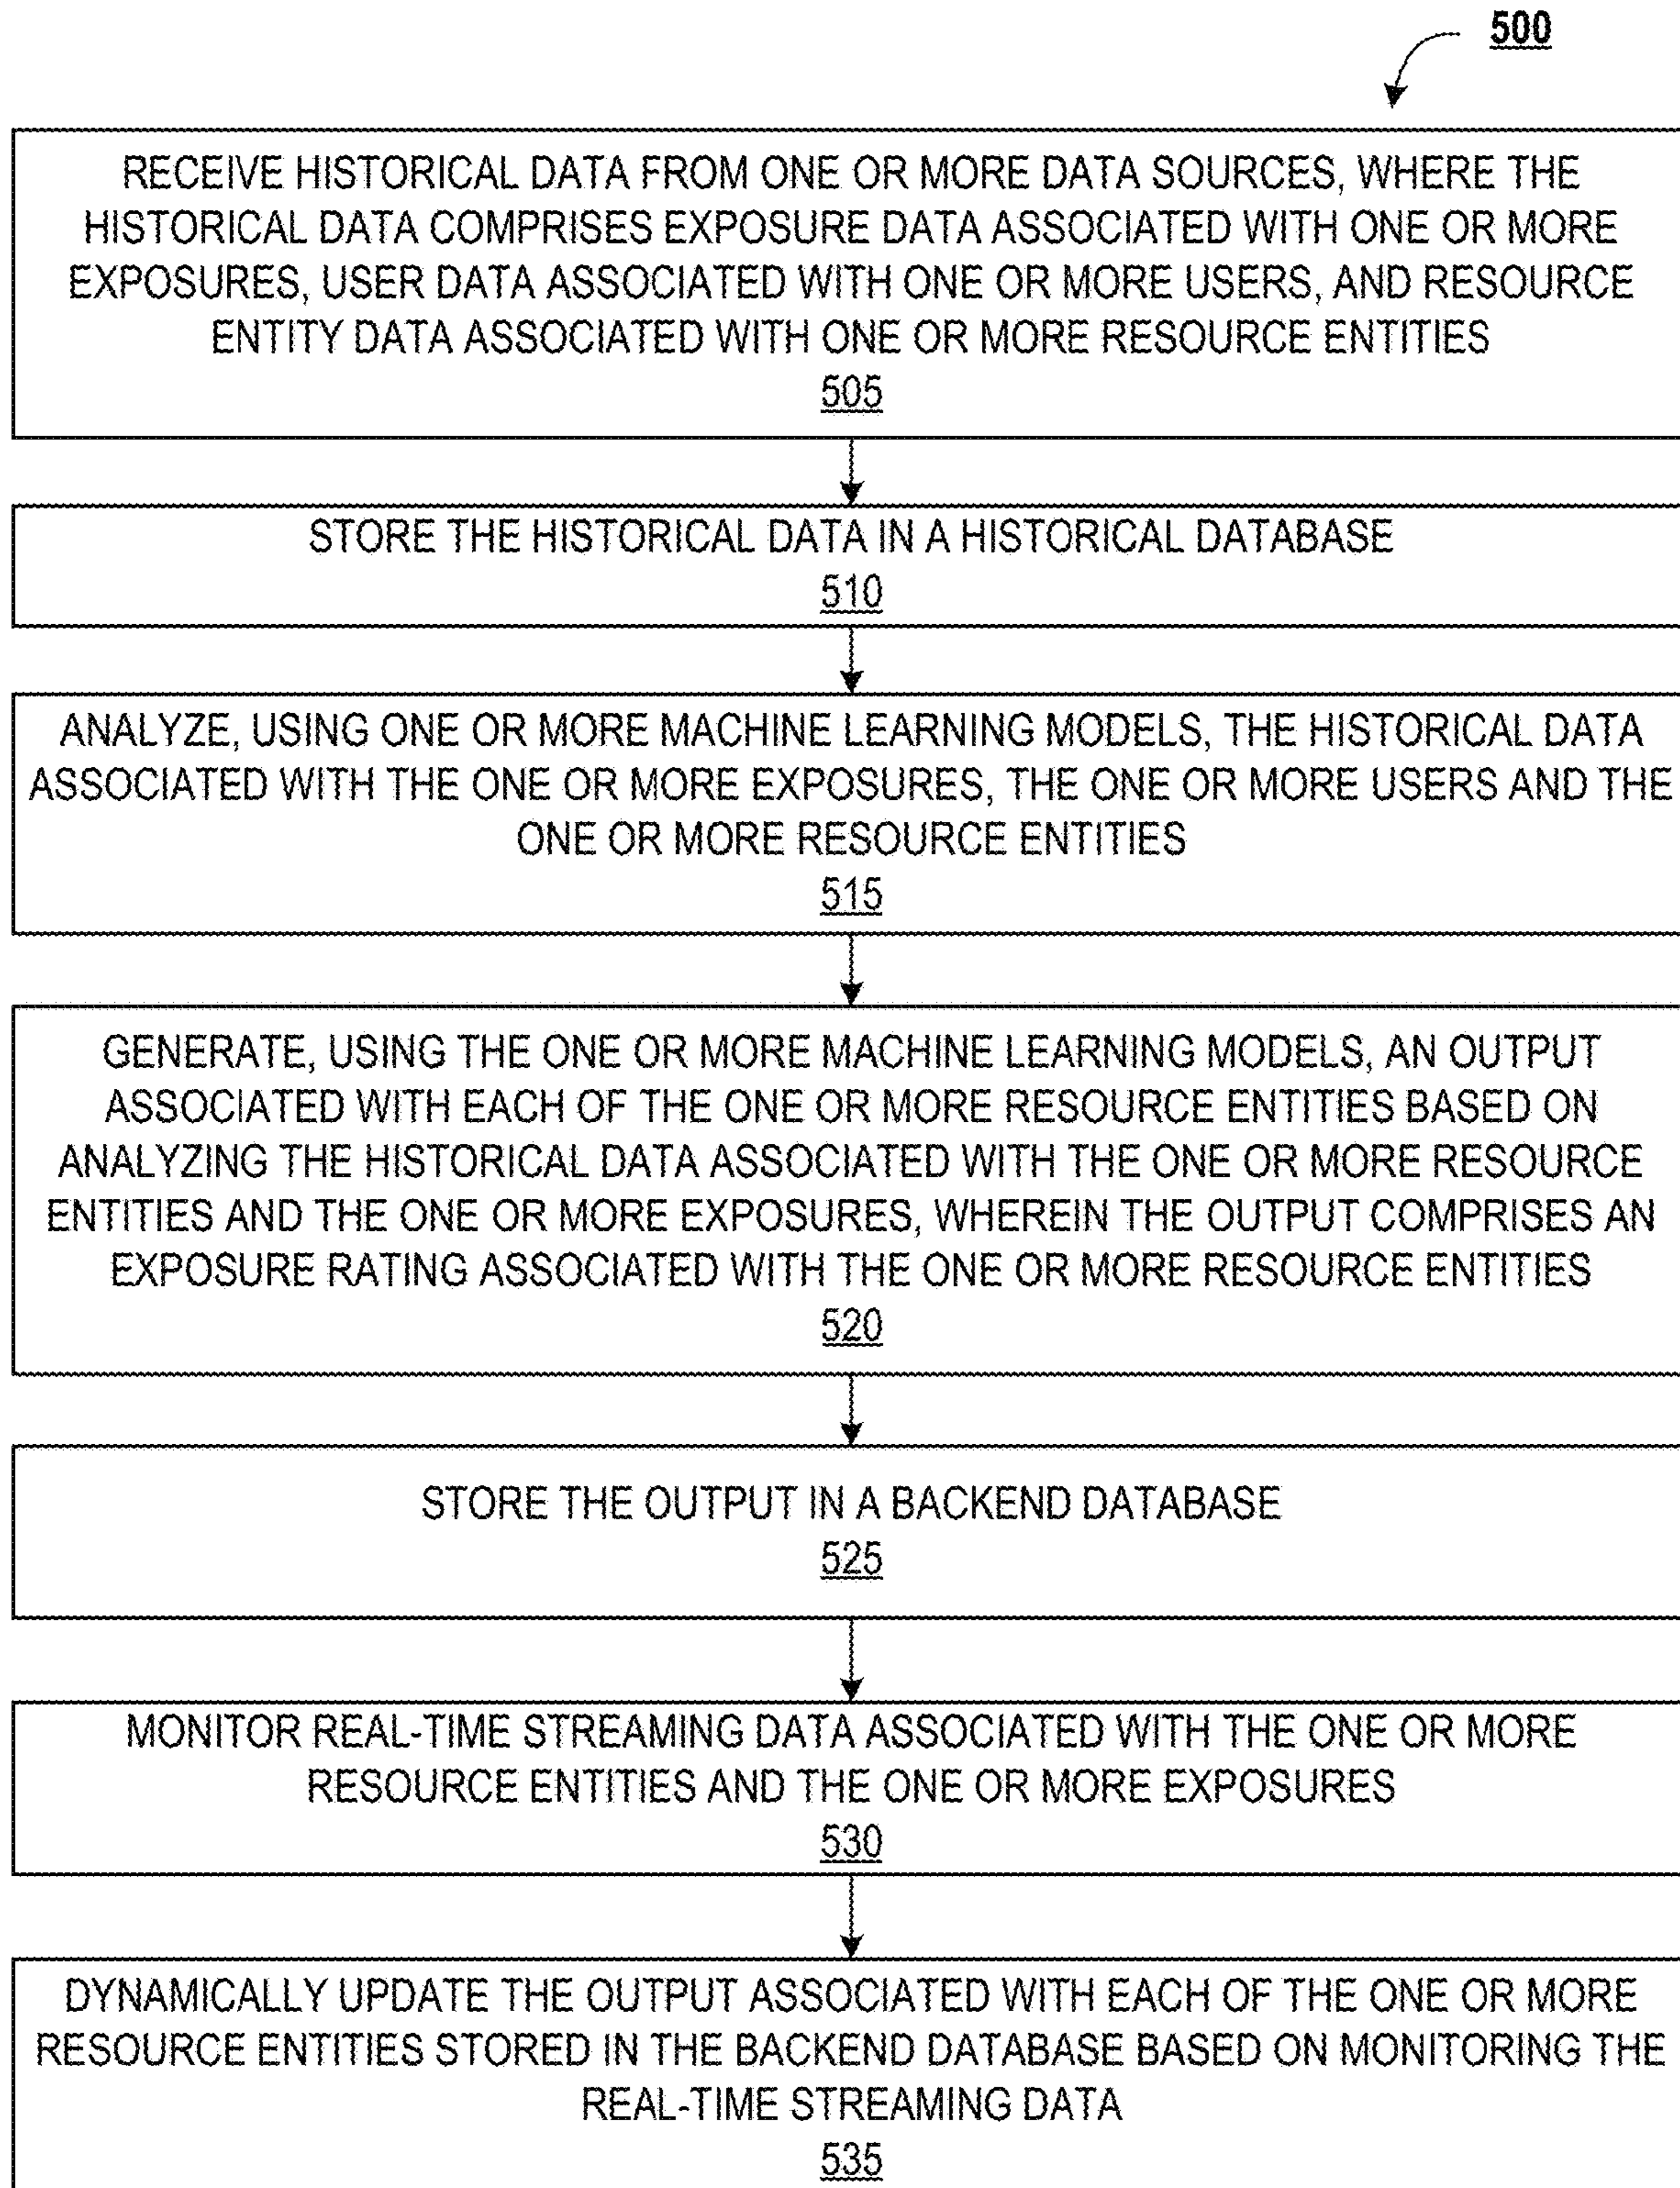 500
RECEIVE HISTORICAL DATA FROM ONE OR MORE DATA SOURCES, WHERE THE
HISTORICAL DATA COMPRISES EXPOSURE DATA ASSOCIATED WITH ONE OR MORE
EXPOSURES, USER DATA ASSOCIATED WITH ONE OR MORE USERS, AND RESOURCE
ENTITY DATA ASSOCIATED WITH ONE OR MORE RESOURCE ENTITIES
505
STORE THE HISTORICAL DATA IN A HISTORICAL DATABASE
510
ANALYZE, USING ONE OR MORE MACHINE LEARNING MODELS, THE HISTORICAL DATA
ASSOCIATED WITH THE ONE OR MORE EXPOSURES, THE ONE OR MORE USERS AND THE
ONE OR MORE RESOURCE ENTITIES
515
GENERATE, USING THE ONE OR MORE MACHINE LEARNING MODELS, AN OUTPUT
ASSOCIATED WITH EACH OF THE ONE OR MORE RESOURCE ENTITIES BASED ON
ANALYZING THE HISTORICAL DATA ASSOCIATED WITH THE ONE OR MORE RESOURCE
ENTITIES AND THE ONE OR MORE EXPOSURES, WHEREIN THE OUTPUT COMPRISES AN
EXPOSURE RATING ASSOCIATED WITH THE ONE OR MORE RESOURCE ENTITIES
520
STORE THE OUTPUT IN A BACKEND DATABASE
525
MONITOR REAL-TIME STREAMING DATA ASSOCIATED WITH THE ONE OR MORE
RESOURCE ENTITIES AND THE ONE OR MORE EXPOSURES
530
DYNAMICALLY UPDATE THE OUTPUT ASSOCIATED WITH EACH OF THE ONE OR MORE
RESOURCE ENTITIES STORED IN THE BACKEND DATABASE BASED ON MONITORING THE
REAL-TIME STREAMING DATA
535